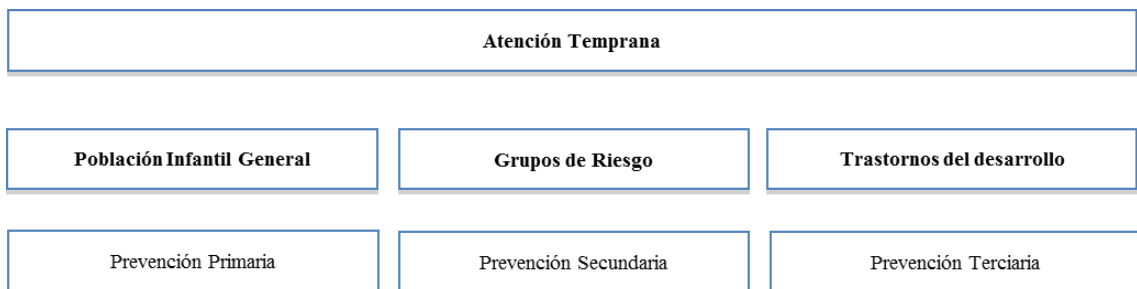 Atención Temprana
Población Infantil General
Grupos de Riesgo
Trastornos del desarrollo
Prevención Primaria
Prevención Secundaria
Prevención Terciaria